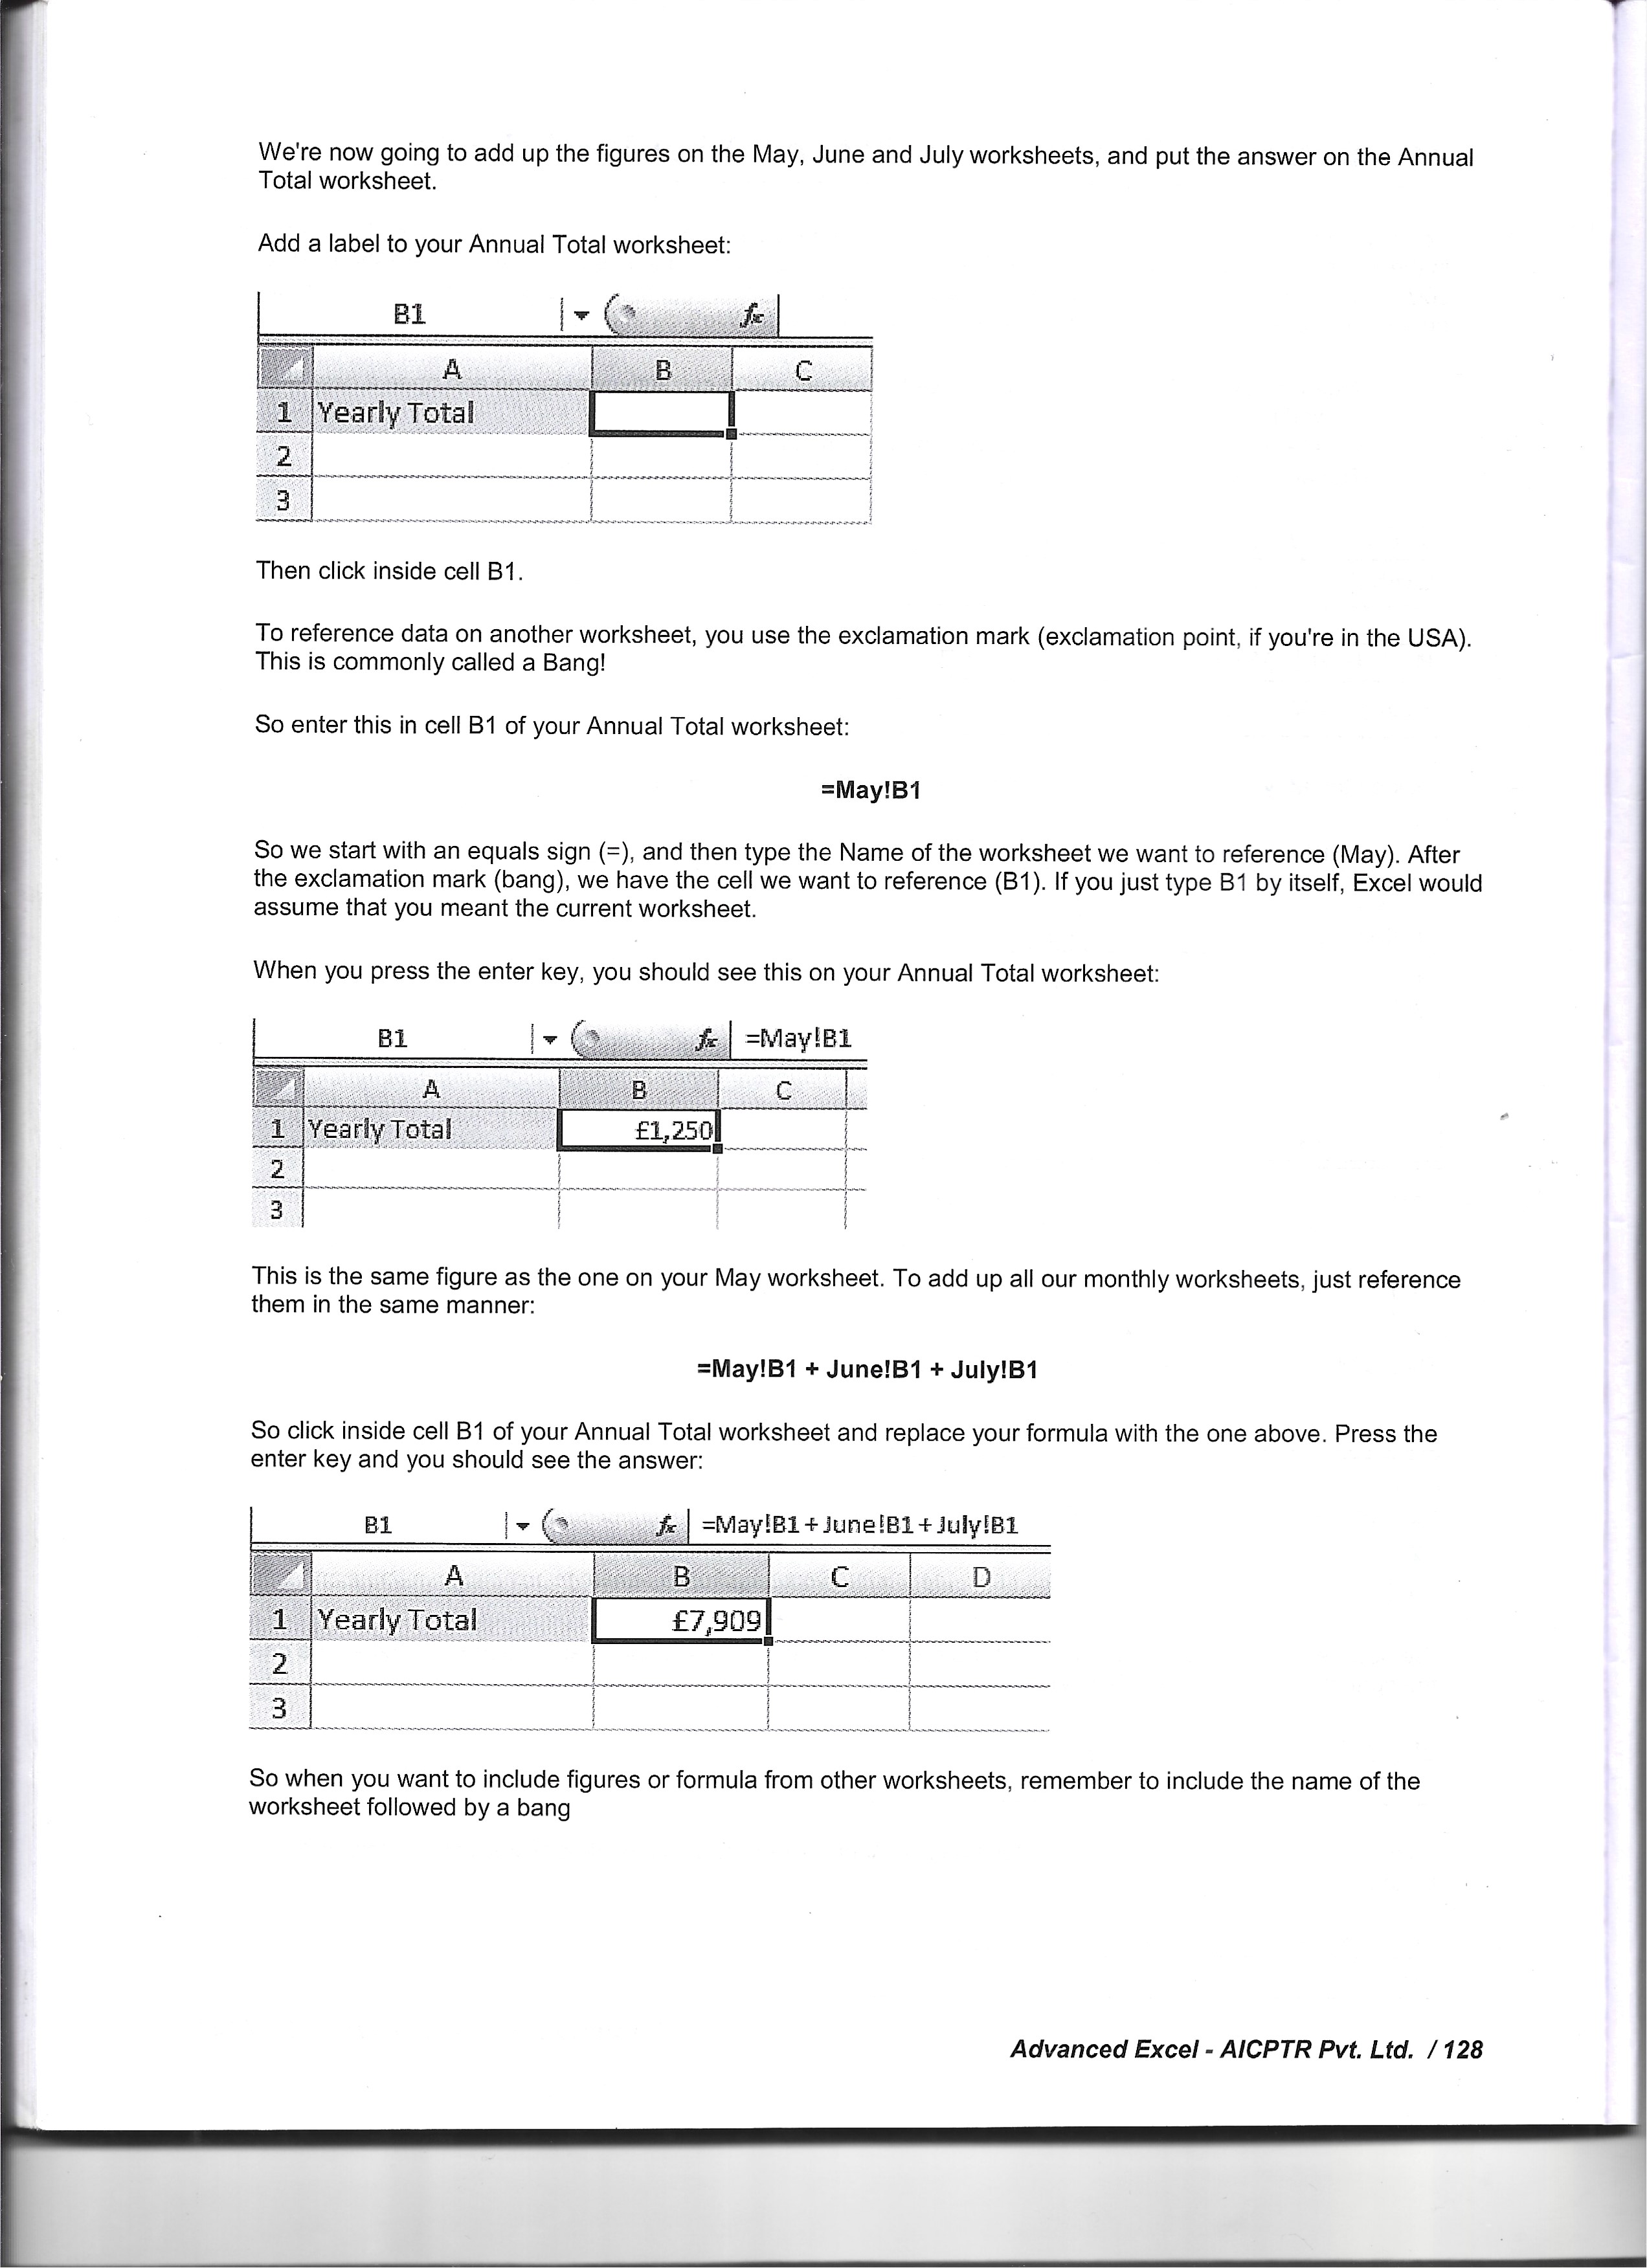 We're now going to add up the figures on the May, June and July worksheets, and put the answer on the Annual
Total worksheet.
Add a label to your Annual Total worksheet:
B1 fx
A B C
1 Yearly Total
2
3
Then click inside cell B1.
To reference data on another worksheet, you use the exclamation mark (exclamation point, if you're in the USA).
This is commonly called a Bang!
So enter this in cell B1 of your Annual Total worksheet:
=May!B1
So we start with an equals sign (=), and then type the Name of the worksheet we want to reference (May). After
the exclamation mark (bang), we have the cell we want to reference (B1). If you just type B1 by itself, Excel would
assume that you meant the current worksheet.
When you press the enter key, you should see this on your Annual Total worksheet:
B1 fx =May!B1
A B C
1 Yearly Total £1,250
2
3
This is the same figure as the one on your May worksheet. To add up all our monthly worksheets, just reference
them in the same manner:
=May!B1 + June!B1 + July!B1
So click inside cell B1 of your Annual Total worksheet and replace your formula with the one above. Press the
enter key and you should see the answer:
B1 fx =May!B1+June!B1+July!B1
A B C D
1 Yearly Total £7,909
2
3
So when you want to include figures or formula from other worksheets, remember to include the name of the
worksheet followed by a bang
Advanced Excel - AICPTR Pvt. Ltd. / 128